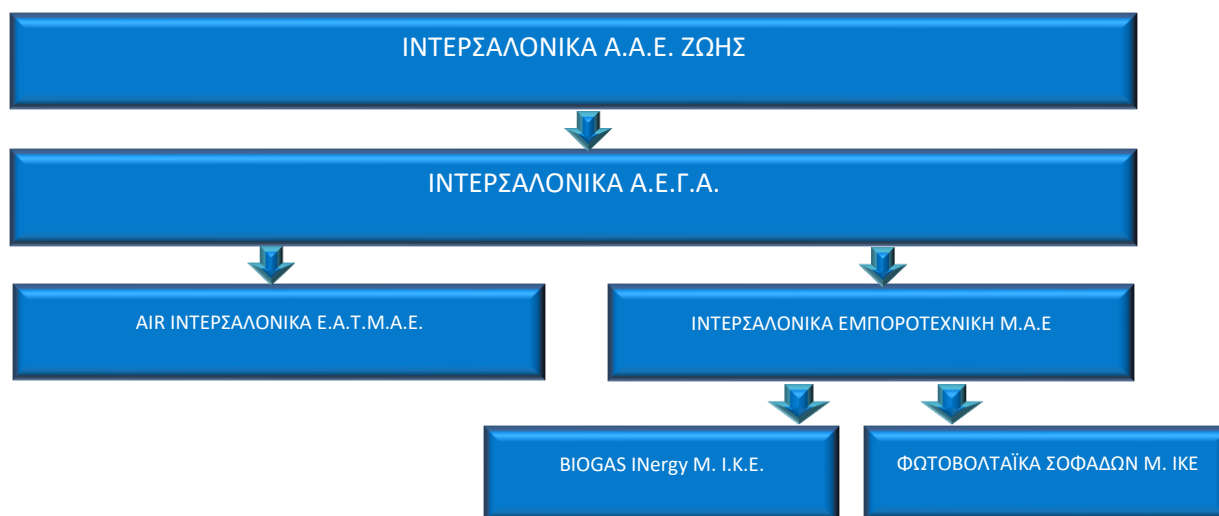 ΙΝΤΕΡΣΑΛΟΝΙΚΑ Α.Α.Ε. ΖΩΗΣ
ΙΝΤΕΡΣΑΛΟΝΙΚΑ Α.Ε.Γ.Α.
AIR ΙΝΤΕΡΣΑΛΟΝΙΚΑ Ε.Α.Τ.Μ.Α.Ε.
ΙΝΤΕΡΣΑΛΟΝΙΚΑ ΕΜΠΟΡΟΤΕΧΝΙΚΗ Μ.Α.Ε
BIOGAS INergy Μ. Ι.Κ.Ε.
ΦΩΤΟΒΟΛΤΑΪΚΑ ΣΟΦΑΔΩΝ Μ. ΙΚΕ